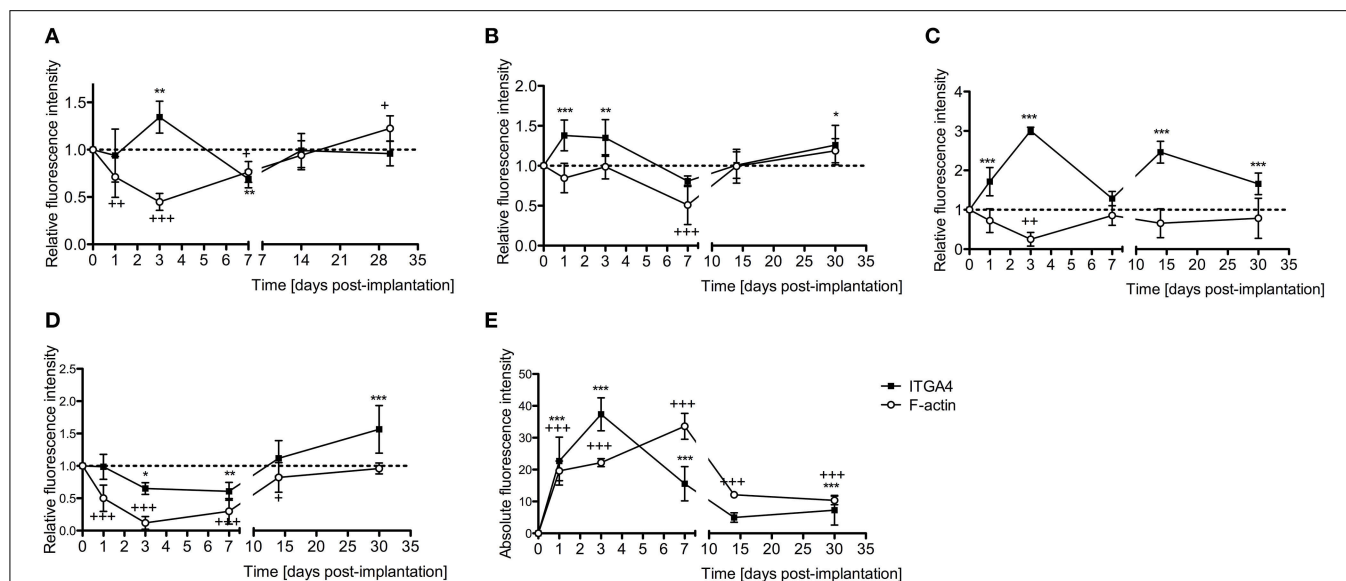 A
Relative fluorescence intensity
1.5
1.0
0.5
0.0
**
+
++
+++
+
**
0 1 2 3 4 5 6 7 7 14 21 28 35
Time [days post-implantation]
B
Relative fluorescence intensity
2.0
1.5
1.0
0.5
0.0
***
**
*
+++
0 1 2 3 4 5 6 7 10 15 20 25 30 35
Time [days post-implantation]
C
Relative fluorescence intensity
4
3
2
1
0
***
***
***
***
++
0 1 2 3 4 5 6 7 10 15 20 25 30 35
Time [days post-implantation]
D
Relative fluorescence intensity
2.5
2.0
1.5
1.0
0.5
0.0
***
*
**
+++
+++
+++
+
0 1 2 3 4 5 6 7 10 15 20 25 30 35
Time [days post-implantation]
E
Absolute fluorescence intensity
50
40
30
20
10
0
***
+++
***
+++
+++
***
+++
+++
***
0 1 2 3 4 5 6 7 10 15 20 25 30 35
Time [days post-implantation]
ITGA4
F-actin